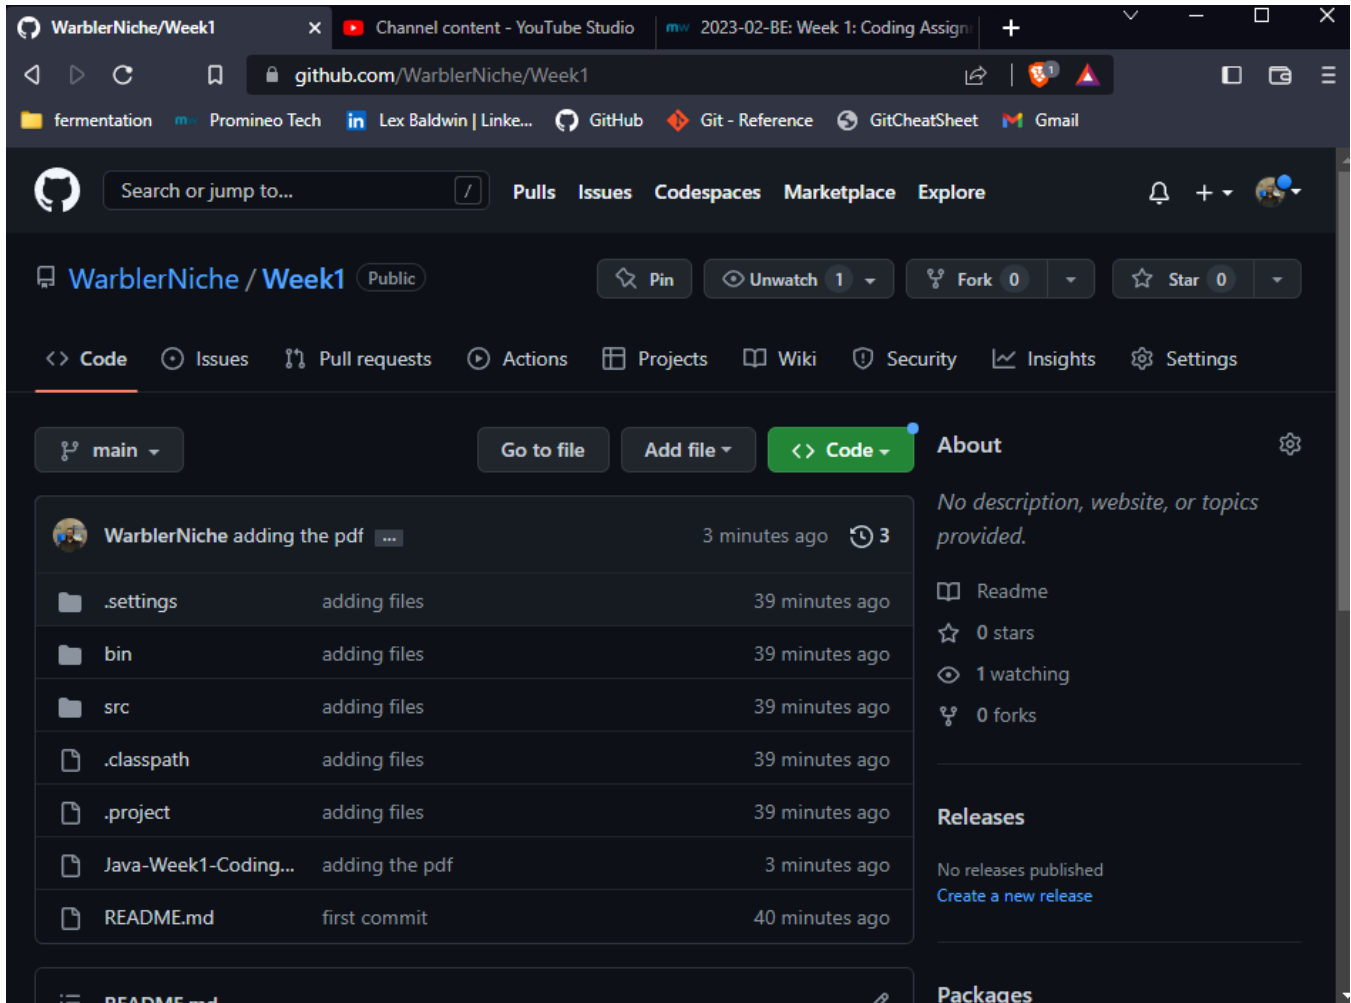 WarblerNiche/Week1 Channel content - YouTube Studio mw 2023-02-BE: Week 1: Coding Assign
github.com/WarblerNiche/Week1 1
fermentation mw Promineo Tech in Lex Baldwin | Linke... GitHub Git - Reference GitCheatSheet Gmail
Search or jump to... / Pulls Issues Codespaces Marketplace Explore
WarblerNiche / Week1 Public Pin Unwatch 1 Fork 0 Star 0
Code Issues Pull requests Actions Projects Wiki Security Insights Settings
main Go to file Add file Code
WarblerNiche adding the pdf ... 3 minutes ago 3
.settings adding files 39 minutes ago
bin adding files 39 minutes ago
src adding files 39 minutes ago
.classpath adding files 39 minutes ago
.project adding files 39 minutes ago
Java-Week1-Coding... adding the pdf 3 minutes ago
README.md first commit 40 minutes ago
README.md
About
No description, website, or topics
provided.
Readme
0 stars
1 watching
0 forks
Releases
No releases published
Create a new release
Packages